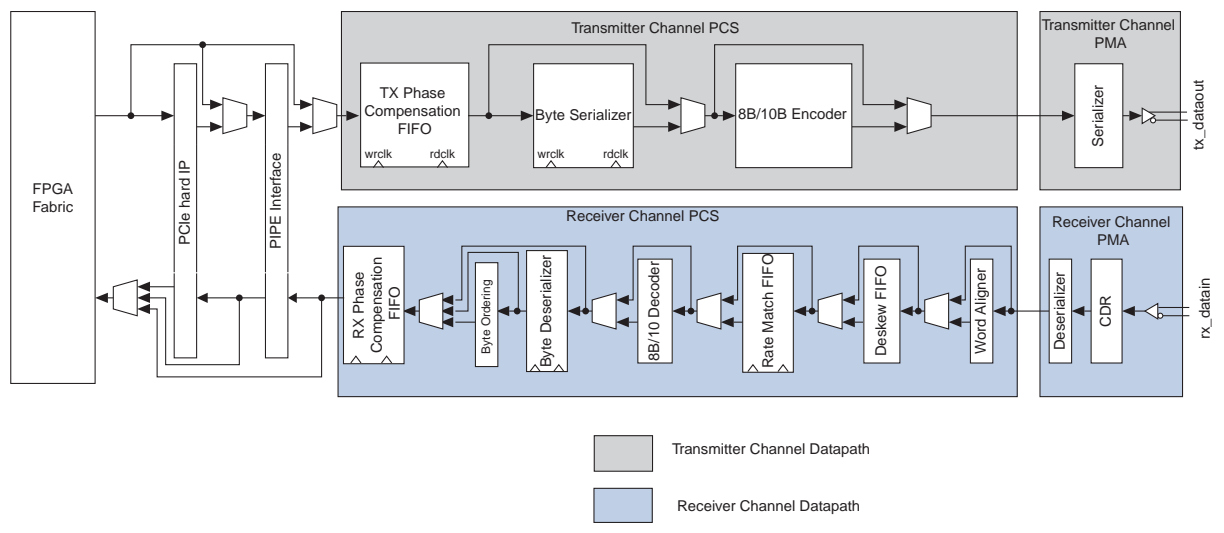 FPGA
Fabric
PCIe hard IP
PIPE Interface
Transmitter Channel PCS
TX Phase
Compensation
FIFO
wrclk
rdclk
Byte Serializer
wrclk
rdclk
8B/10B Encoder
Transmitter Channel
PMA
Serializer
tx_dataout
Receiver Channel PCS
RX Phase
Compensation
FIFO
Byte Ordering
Byte Deserializer
8B/10 Decoder
Rate Match FIFO
Deskew FIFO
Word Aligner
Receiver Channel
PMA
Deserializer
CDR
rx_datain
Transmitter Channel Datapath
Receiver Channel Datapath